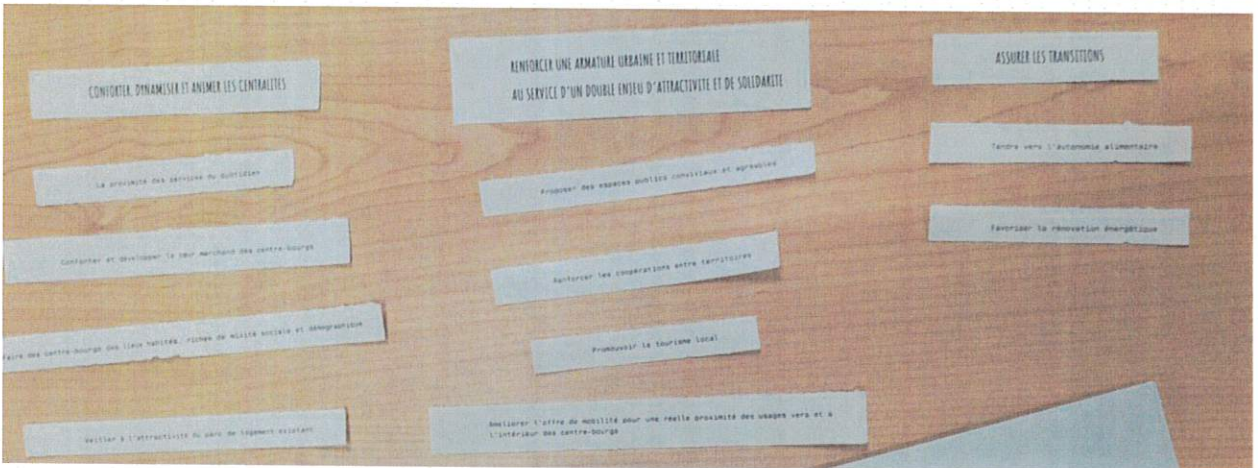 CONFORTER, DYNAMISER ET ANIMER LES CENTRALITES
La proximité des services du quotidien
Conforter et développer le cœur marchand des centre-bourgs
Faire des centre-bourgs des lieux habités, riches de mixité sociale et démographique
Veiller à l'attractivité du parc de logement existant
RENFORCER UNE ARMATURE URBAINE ET TERRITORIALE
AU SERVICE D'UN DOUBLE ENJEU D'ATTRACTIVITE ET DE SOLIDARITE
Proposer des espaces publics conviviaux et agréables
Renforcer les coopérations entre territoires
Promouvoir le tourisme local
Améliorer l'offre de mobilité pour une réelle proximité des usages vers et à
l'intérieur des centre-bourgs
ASSURER LES TRANSITIONS
Tendre vers l'autonomie alimentaire
Favoriser la rénovation énergétique